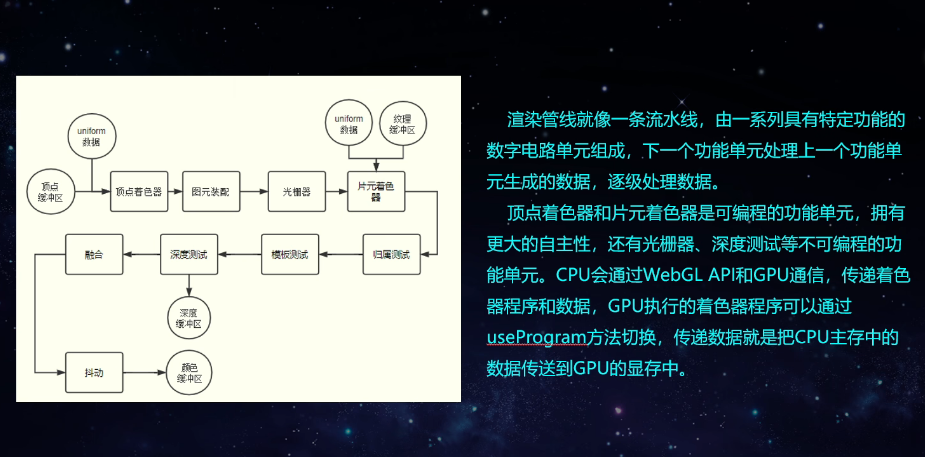 uniform
数据
顶点
缓冲区
顶点着色器
图元装配
光栅器
uniform
数据
纹理
缓冲区
片元着色
器
融合
深度测试
模板测试
归属测试
深度
缓冲区
抖动
颜色
缓冲区
渲染管线就像一条流水线，由一系列具有特定功能的
数字电路单元组成，下一个功能单元处理上一个功能单
元生成的数据，逐级处理数据。
顶点着色器和片元着色器是可编程的功能单元，拥有
更大的自主性，还有光栅器、深度测试等不可编程的功
能单元。CPU会通过WebGL API和GPU通信，传递着色
器程序和数据，GPU执行的着色器程序可以通过
useProgram方法切换，传递数据就是把CPU主存中的
数据传送到GPU的显存中。